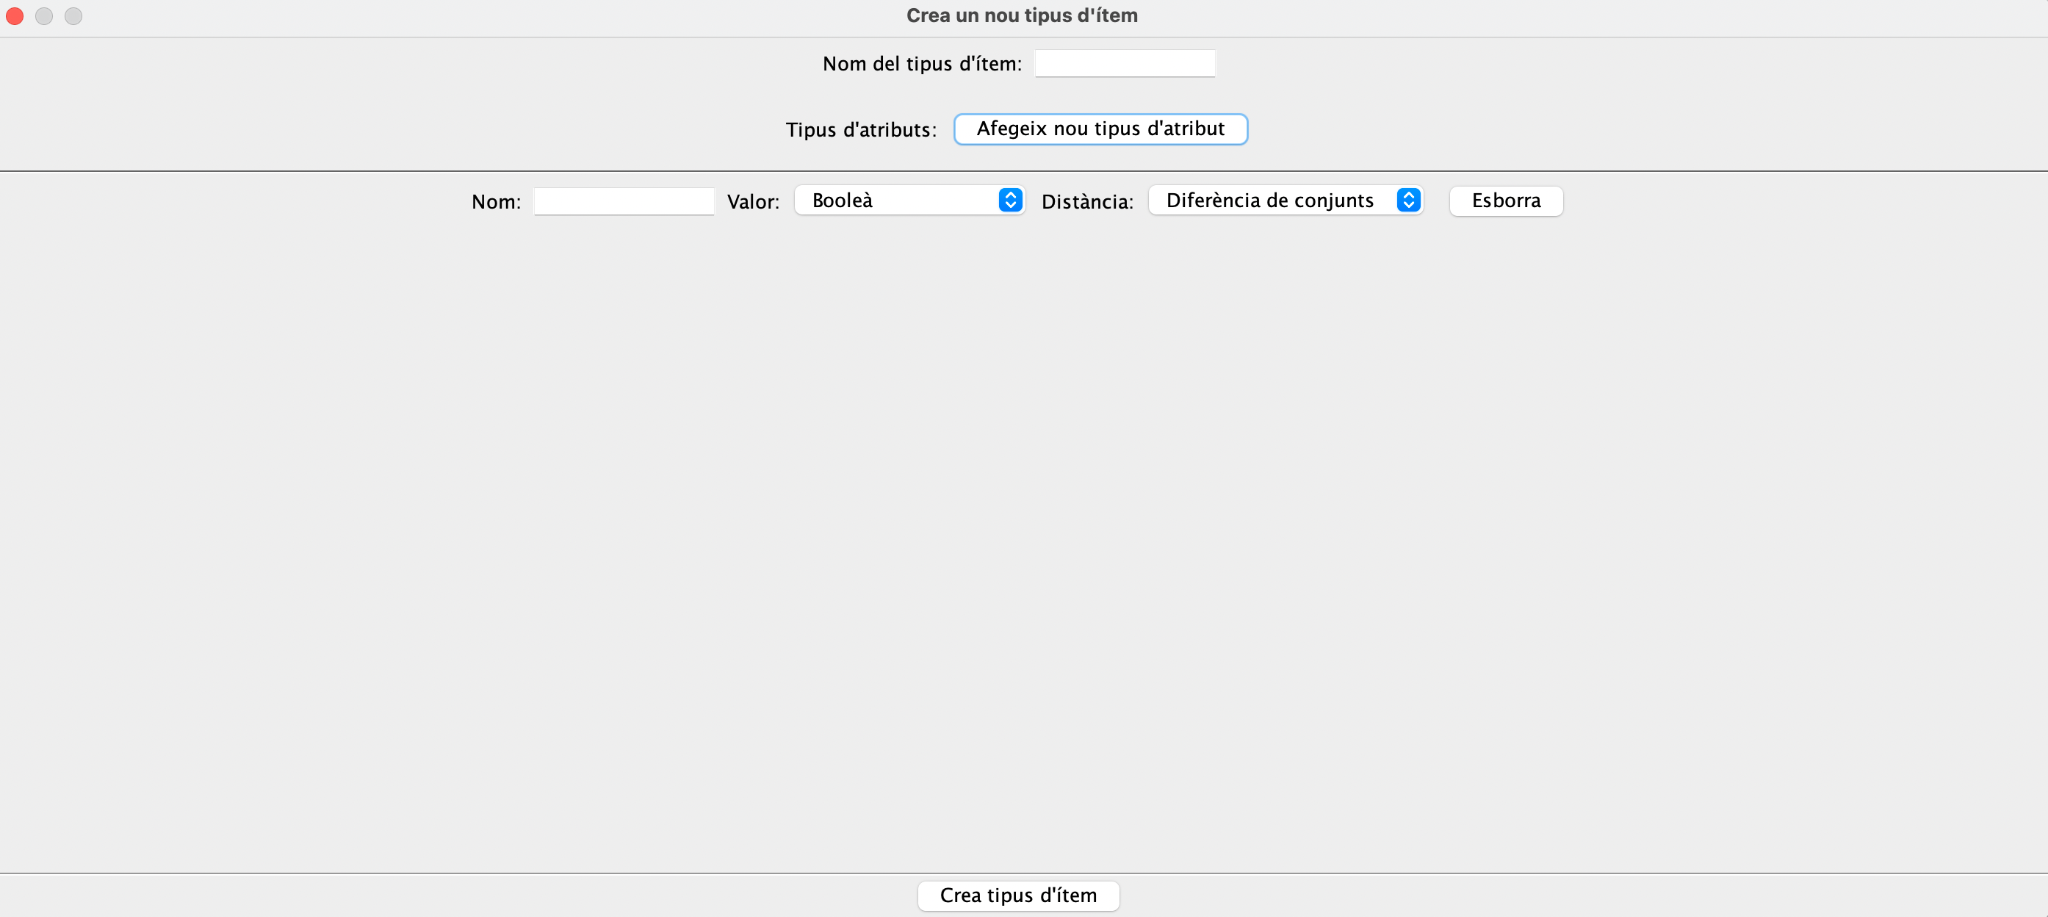 Crea un nou tipus d'ítem
Nom del tipus d'ítem:
Tipus d'atributs: Afegeix nou tipus d'atribut
Nom: Valor: Booleà Distància: Diferència de conjunts Esborra
Crea tipus d'ítem